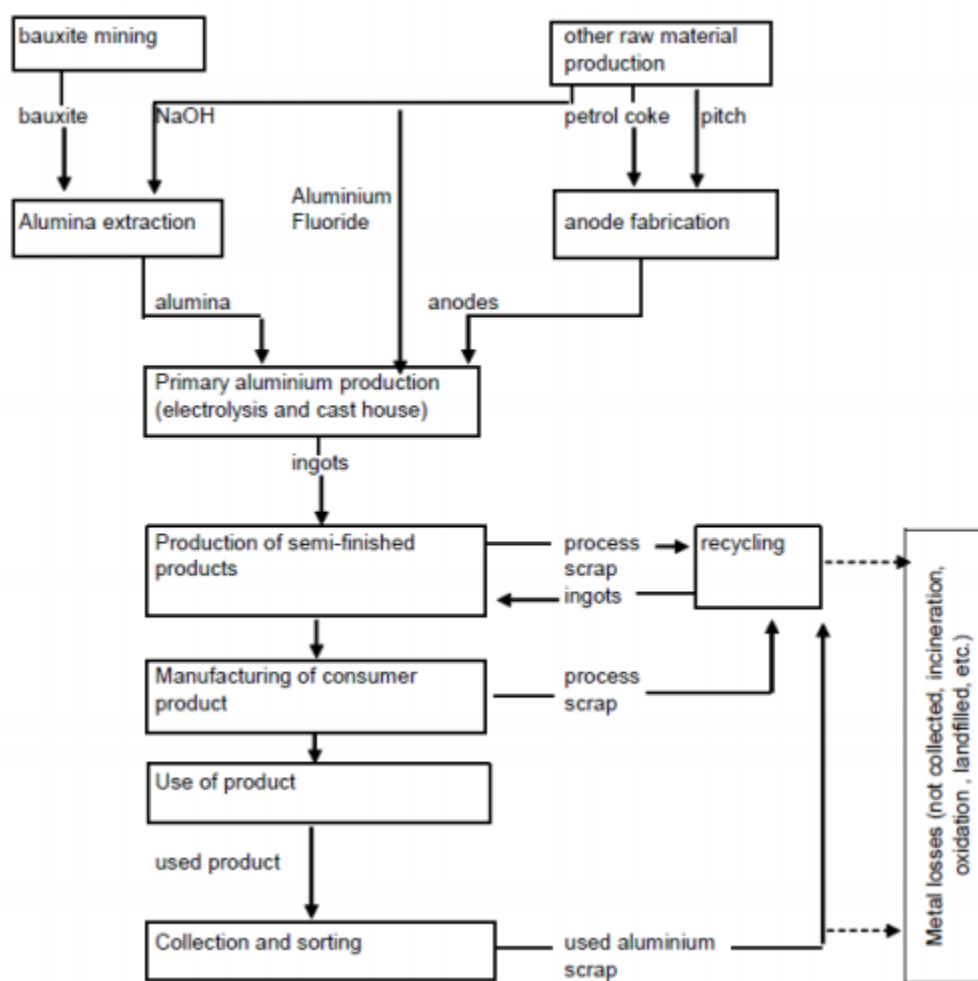 bauxite mining
other raw material
production
bauxite
NaOH
petrol coke
pitch
Aluminium
Fluoride
Alumina extraction
anode fabrication
alumina
anodes
Primary aluminium production
(electrolysis and cast house)
ingots
Production of semi-finished
products
process
scrap
ingots
recycling
Manufacturing of consumer
product
process
scrap
Use of product
used product
Collection and sorting
used aluminium
scrap
Metal losses (not collected, incineration,
oxidation , landfilled, etc.)